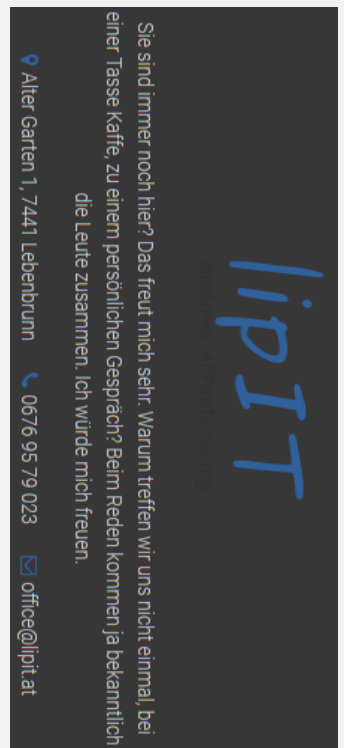 lipIT
Sie sind immer noch hier? Das freut mich sehr. Warum treffen wir uns nicht einmal, bei
einer Tasse Kaffe, zu einem persönlichen Gespräch? Beim Reden kommen ja bekanntlich
die Leute zusammen. Ich würde mich freuen.
Alter Garten 1, 7441 Lebenbrunn 0676 95 79 023 office@lipit.at